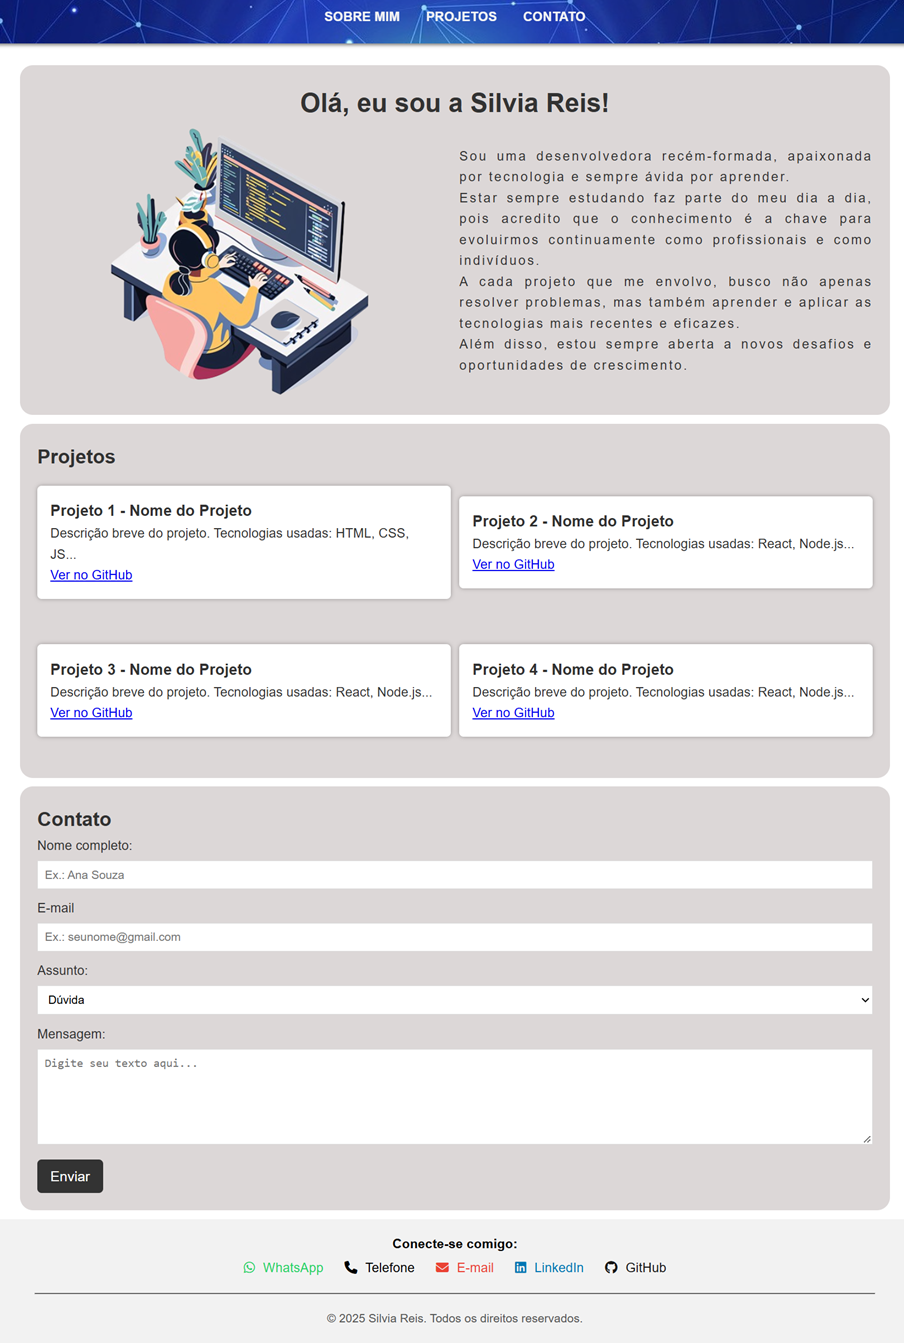 SOBRE MIM PROJETOS CONTATO
Olá, eu sou a Silvia Reis!
Sou uma desenvolvedora recém-formada, apaixonada
por tecnologia e sempre ávida por aprender.
Estar sempre estudando faz parte do meu dia a dia,
pois acredito que o conhecimento é a chave para
evoluirmos continuamente como profissionais e como
indivíduos.
A cada projeto que me envolvo, busco não apenas
resolver problemas, mas também aprender e aplicar as
tecnologias mais recentes e eficazes.
Além disso, estou sempre aberta a novos desafios e
oportunidades de crescimento.
Projetos
Projeto 1 - Nome do Projeto
Descrição breve do projeto. Tecnologias usadas: HTML, CSS,
JS...
Ver no GitHub
Projeto 2 - Nome do Projeto
Descrição breve do projeto. Tecnologias usadas: React, Node.js...
Ver no GitHub
Projeto 3 - Nome do Projeto
Descrição breve do projeto. Tecnologias usadas: React, Node.js...
Ver no GitHub
Projeto 4 - Nome do Projeto
Descrição breve do projeto. Tecnologias usadas: React, Node.js...
Ver no GitHub
Contato
Nome completo:
Ex.: Ana Souza
E-mail
Ex.: seunome@gmail.com
Assunto:
Dúvida
Mensagem:
Digite seu texto aqui...
Enviar
Conecte-se comigo:
WhatsApp Telefone E-mail LinkedIn GitHub
© 2025 Silvia Reis. Todos os direitos reservados.